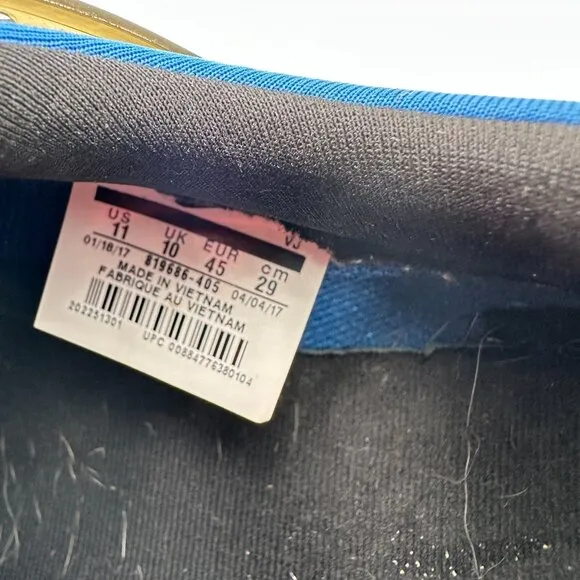 VJ
US UK EUR cm
11 10 45 29
01/18/17 819686-405 04/04/17
MADE IN VIETNAM
FABRIQUE AU VIETNAM
202251301
UPC 00884776380104